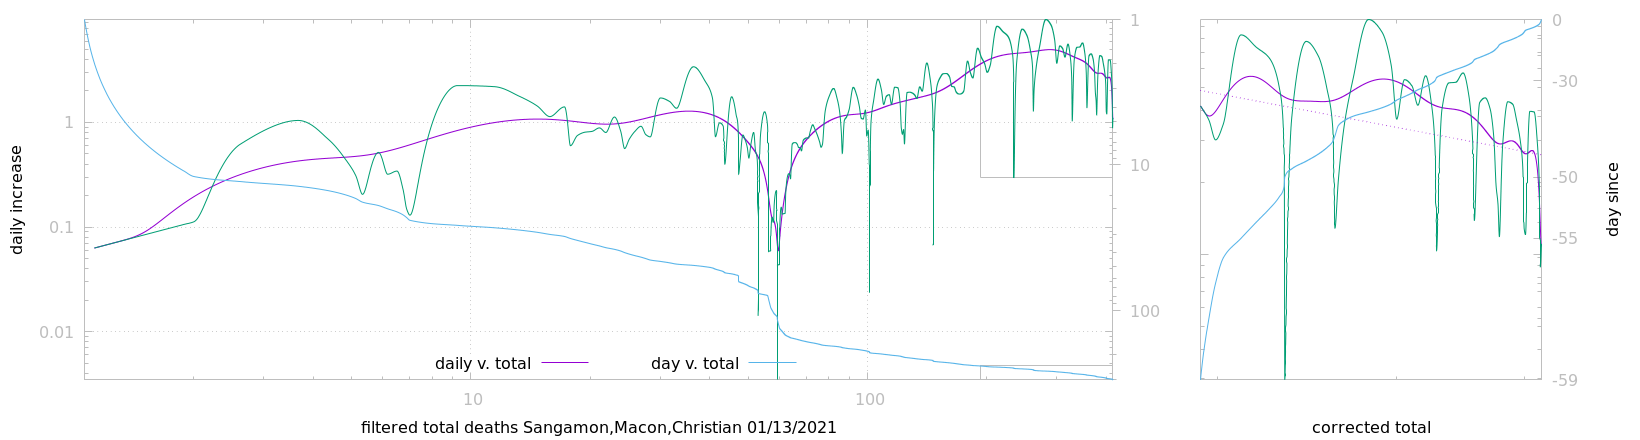 daily increase
1
0.1
0.01
10
100
1
10
100
daily v. total
day v. total
filtered total deaths Sangamon,Macon,Christian 01/13/2021
0
-30
-50
-55
-59
day since
corrected total